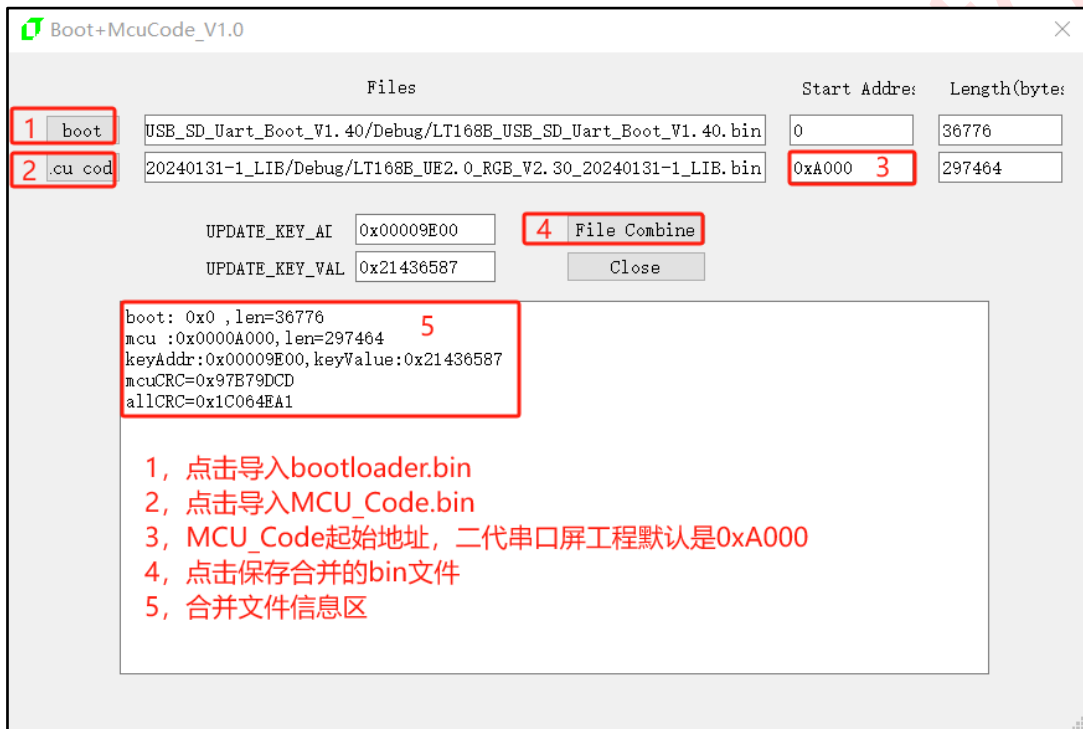 Boot+McuCode_V1.0
Files Start Addre Length(bytes
1 boot USB_SD_Uart_Boot_V1.40/Debug/LT168B_USB_SD_Uart_Boot_V1.40.bin 0 36776
2 .cu cod 20240131-1_LIB/Debug/LT168B_UE2.0_RGB_V2.30_20240131-1_LIB.bin 0xA000 3 297464
UPDATE_KEY_AD 0x00009E00 4 File Combine
UPDATE_KEY_VAL 0x21436587 Close
boot: 0x0 ,len=36776
5
mcu :0x0000A000,len=297464
keyAddr:0x00009E00,keyValue:0x21436587
mcuCRC=0x97B79DCD
allCRC=0x1C064EA1
1，点击导入bootloader.bin
2，点击导入MCU_Code.bin
3，MCU_Code起始地址，二代串口屏工程默认是0xA000
4，点击保存合并的bin文件
5，合并文件信息区